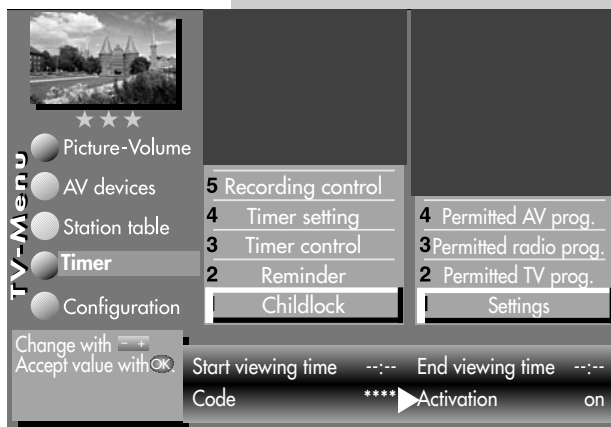 TV-Menu
Picture-Volume
AV devices
Station table
Timer
Configuration
5 Recording control
4 Timer setting
3 Timer control
2 Reminder
1 Childlock
4 Permitted AV prog.
3 Permitted radio prog.
2 Permitted TV prog.
1 Settings
Change with - +
Accept value with OK.
Start viewing time --:-- End viewing time --:--
Code **** Activation on